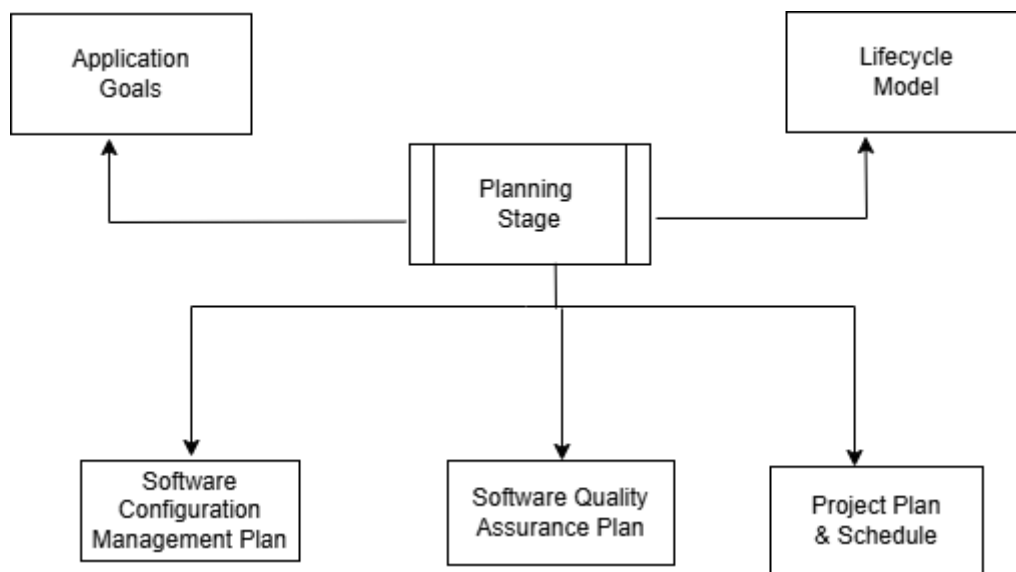 Application
Goals
Lifecycle
Model
Planning
Stage
Software
Configuration
Management Plan
Software Quality
Assurance Plan
Project Plan
& Schedule